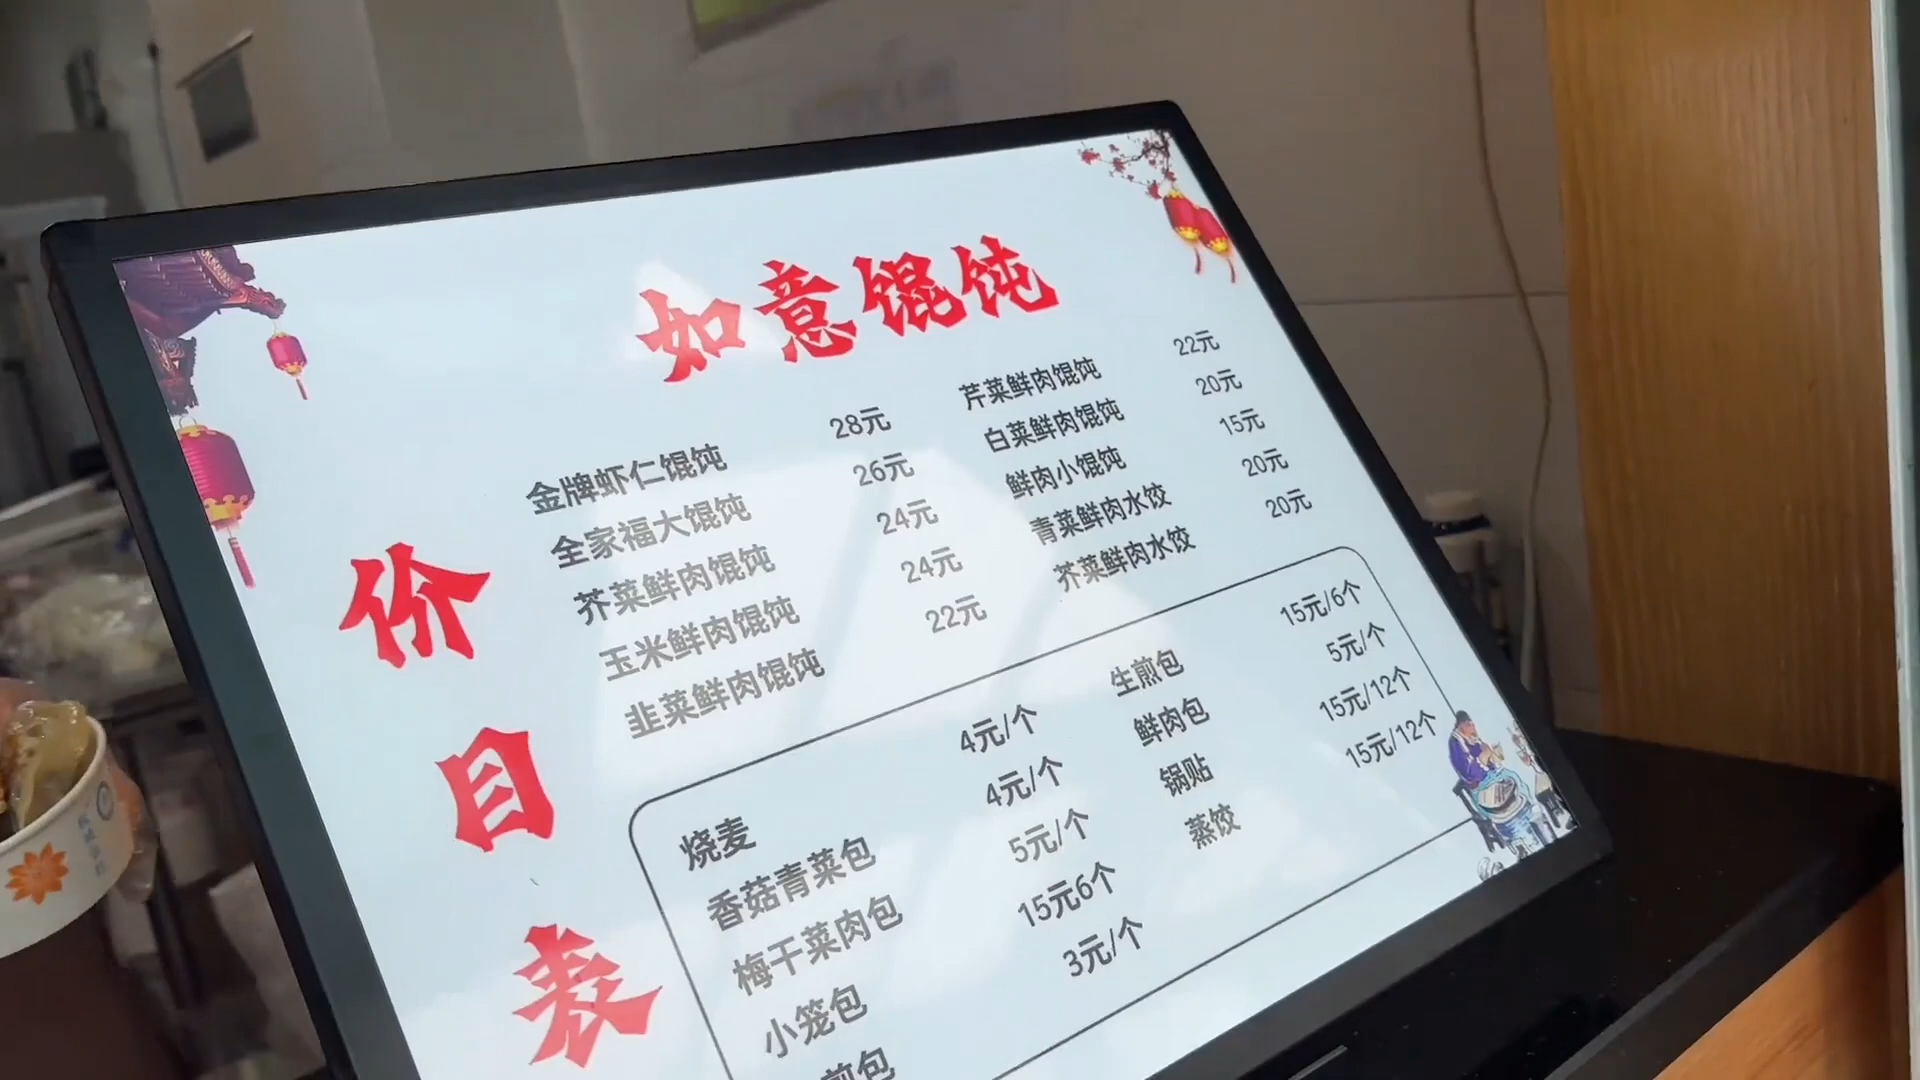 如意馄饨
价目表
金牌虾仁馄饨 28元
全家福大馄饨 26元
芥菜鲜肉馄饨 24元
玉米鲜肉馄饨 24元
韭菜鲜肉馄饨 22元
芹菜鲜肉馄饨 22元
白菜鲜肉馄饨 20元
鲜肉小馄饨 15元
青菜鲜肉水饺 20元
芥菜鲜肉水饺 20元
烧麦 4元/个
香菇青菜包 4元/个
梅干菜肉包 5元/个
小笼包 15元6个
煎包 3元/个
生煎包 15元/6个
鲜肉包 5元/个
锅贴 15元/12个
蒸饺 15元/12个